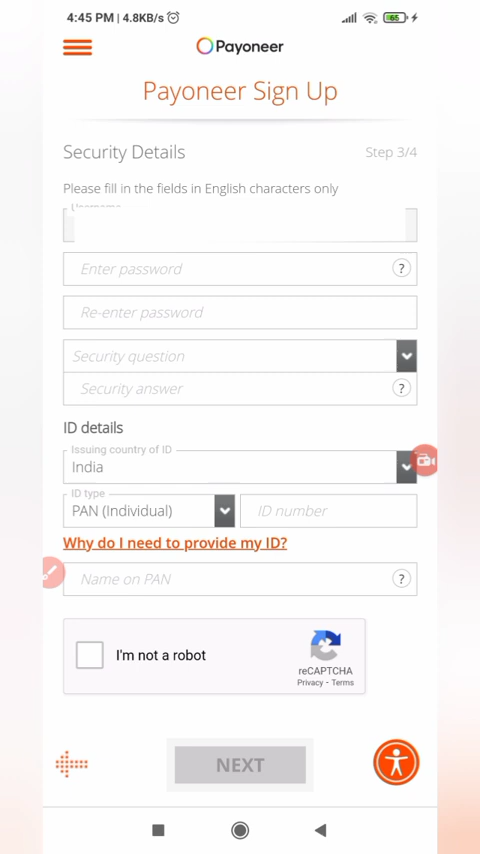 4:45 PM | 4.8KB/s
65
Payoneer
Payoneer Sign Up
Security Details
Step 3/4
Please fill in the fields in English characters only
Username
Enter password
?
Re-enter password
Security question
Security answer
?
ID details
Issuing country of ID
India
ID type
PAN (Individual)
ID number
Why do I need to provide my ID?
Name on PAN
?
I'm not a robot
reCAPTCHA
Privacy - Terms
NEXT